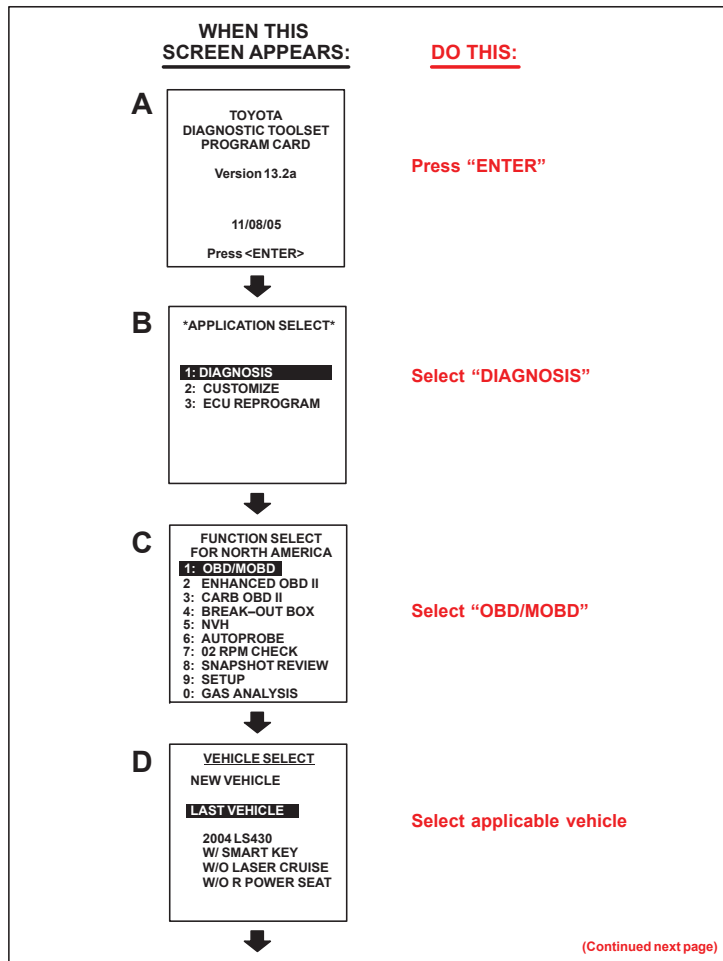 WHEN THIS
SCREEN APPEARS:
DO THIS:
A
TOYOTA
DIAGNOSTIC TOOLSET
PROGRAM CARD
Version 13.2a
11/08/05
Press <ENTER>
Press “ENTER”
B
*APPLICATION SELECT*
1: DIAGNOSIS
2: CUSTOMIZE
3: ECU REPROGRAM
Select “DIAGNOSIS”
C
FUNCTION SELECT
FOR NORTH AMERICA
1: OBD/MOBD
2 ENHANCED OBD II
3: CARB OBD II
4: BREAK–OUT BOX
5: NVH
6: AUTOPROBE
7: 02 RPM CHECK
8: SNAPSHOT REVIEW
9: SETUP
0: GAS ANALYSIS
Select “OBD/MOBD”
D
VEHICLE SELECT
NEW VEHICLE
LAST VEHICLE
2004 LS430
W/ SMART KEY
W/O LASER CRUISE
W/O R POWER SEAT
Select applicable vehicle
(Continued next page)